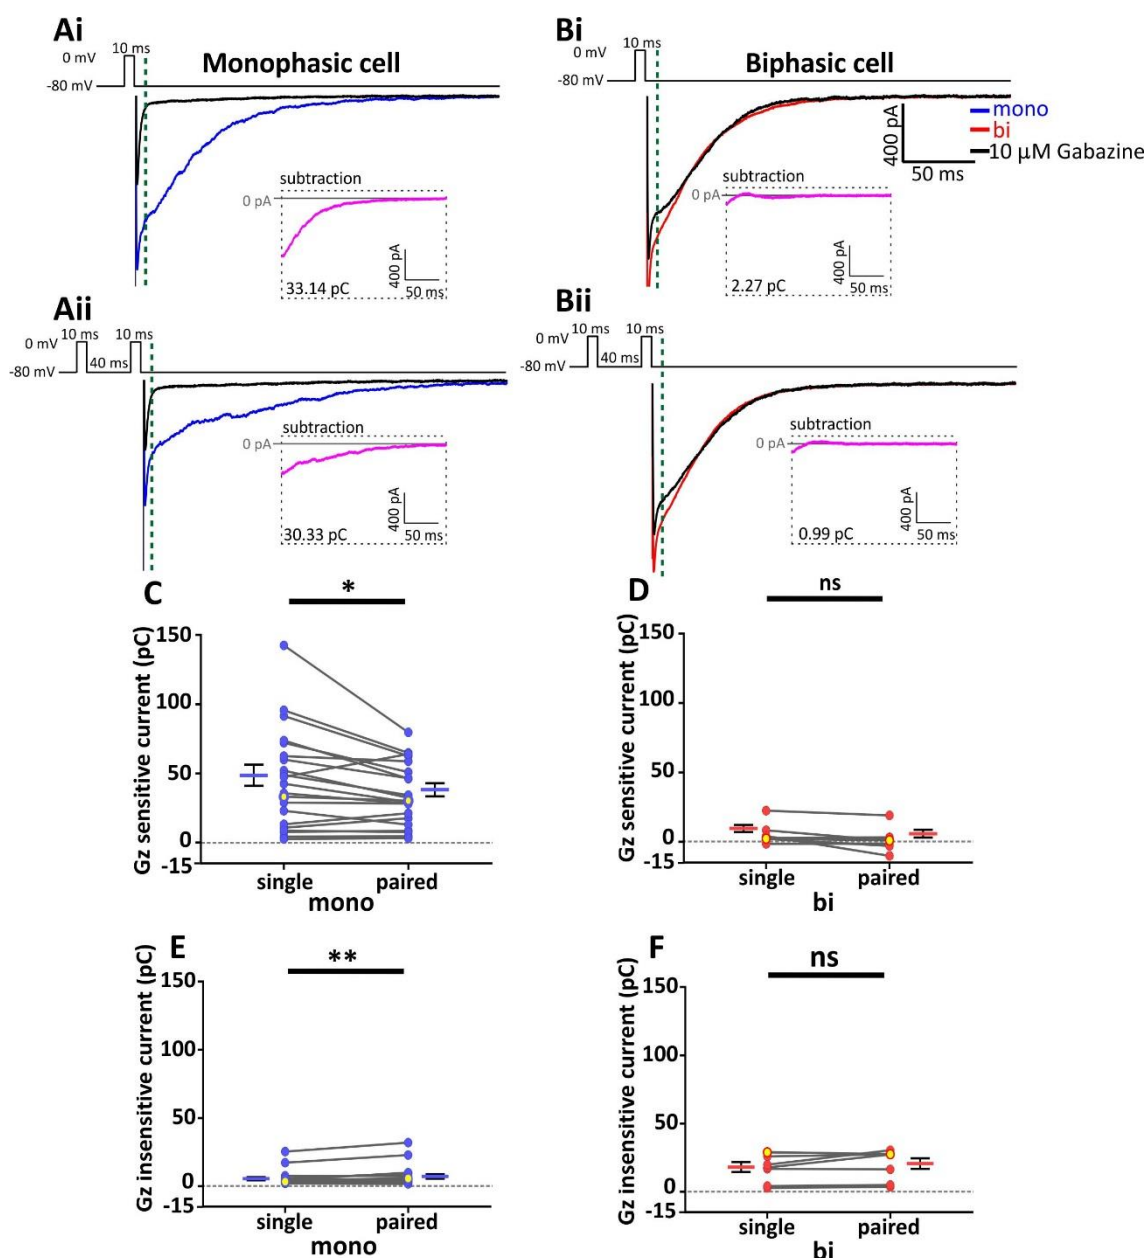 Ai
10 ms
0 mV
-80 mV
Monophasic cell
subtraction
0 pA
400 pA
50 ms
33.14 pC
Bi
10 ms
0 mV
-80 mV
Biphasic cell
mono
bi
10 µM Gabazine
400 pA
50 ms
subtraction
0 pA
400 pA
50 ms
2.27 pC
Aii
10 ms
10 ms
0 mV
40 ms
-80 mV
subtraction
0 pA
400 pA
50 ms
30.33 pC
Bii
10 ms
10 ms
0 mV
40 ms
-80 mV
subtraction
0 pA
400 pA
50 ms
0.99 pC
C
*
Gz sensitive current (pC)
150
100
50
0
-15
single
paired
mono
D
ns
Gz sensitive current (pC)
150
100
50
0
-15
single
paired
bi
E
**
Gz insensitive current (pC)
150
100
50
0
-15
single
paired
mono
F
ns
Gz insensitive current (pC)
150
100
50
0
-15
single
paired
bi